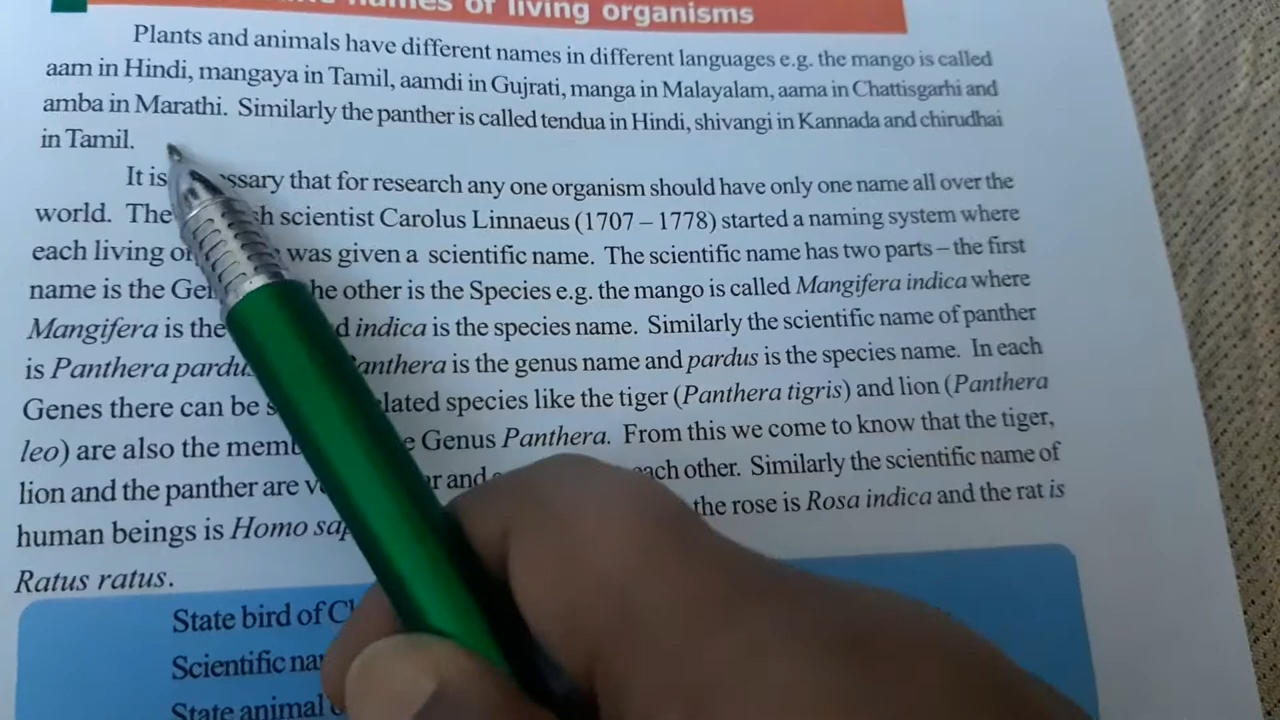 names of living organisms
Plants and animals have different names in different languages e.g. the mango is called
aam in Hindi, mangaya in Tamil, aamdi in Gujrati, manga in Malayalam, aama in Chattisgarhi and
amba in Marathi. Similarly the panther is called tendua in Hindi, shivangi in Kannada and chirudhai
in Tamil.
It is that for research any one organism should have only one name all over the
world. The scientist Carolus Linnaeus (1707 – 1778) started a naming system where
each living was given a scientific name. The scientific name has two parts – the first
name is the other is the Species e.g. the mango is called Mangifera indica where
Mangifera is the indica is the species name. Similarly the scientific name of panther
is Panthera is the genus name and pardus is the species name. In each
Genes there can be species like the tiger (Panthera tigris) and lion (Panthera
leo) are also the Genus Panthera. From this we come to know that the tiger,
lion and the panther are and each other. Similarly the scientific name of
human beings is Homo the rose is Rosa indica and the rat is
Ratus ratus.
State bird of
Scientific
State animal